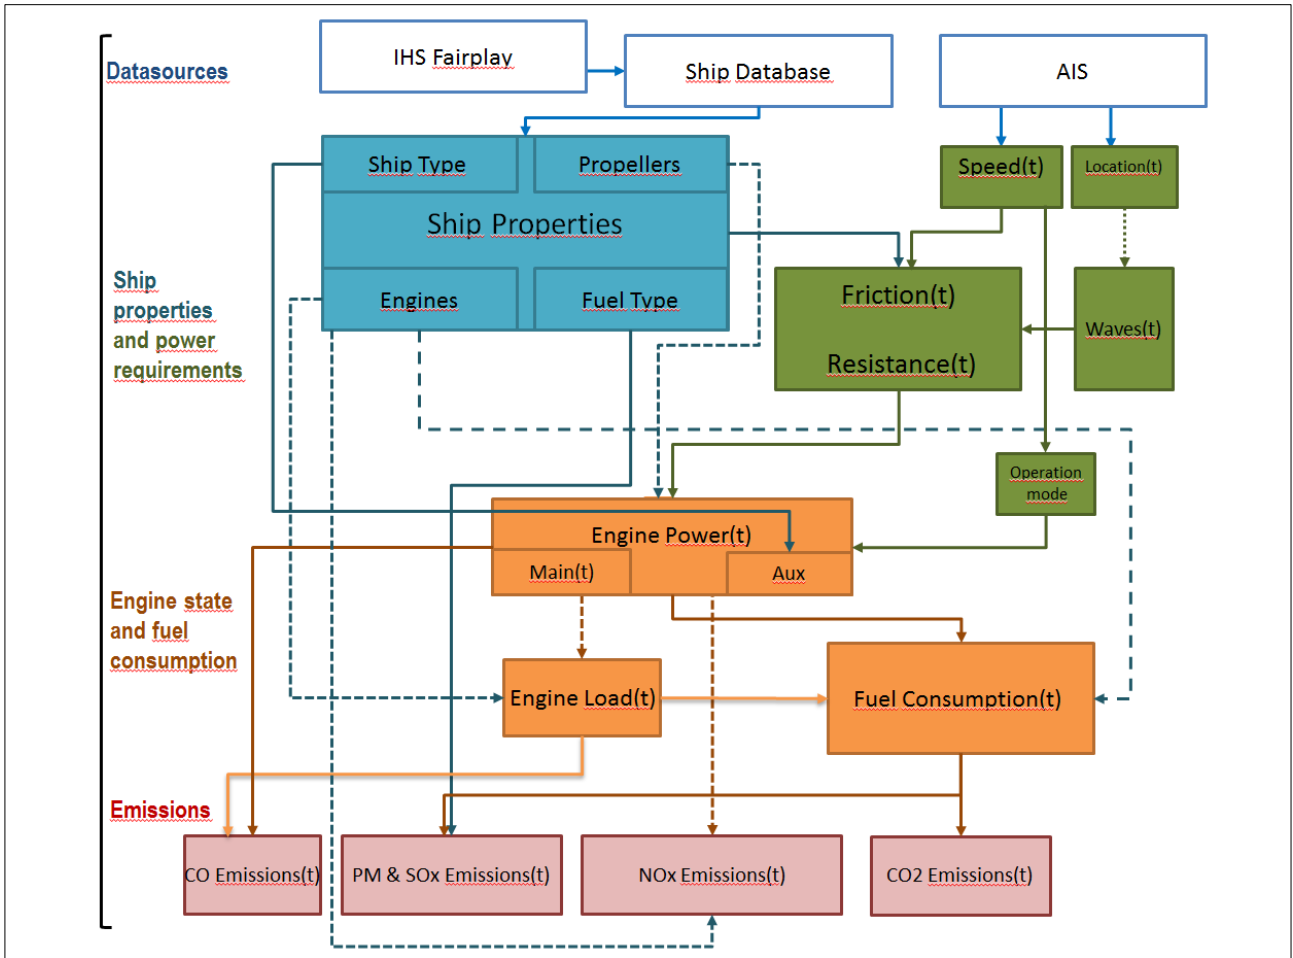 Datasources
IHS Fairplay
Ship Database
AIS
Ship Type
Propellers
Ship Properties
Engines
Fuel Type
Speed(t)
Location(t)
Ship
properties
and power
requirements
Friction(t)
Resistance(t)
Waves(t)
Operation
mode
Engine Power(t)
Main(t)
Aux
Engine state
and fuel
consumption
Engine Load(t)
Fuel Consumption(t)
Emissions
CO Emissions(t)
PM & SOx Emissions(t)
NOx Emissions(t)
CO2 Emissions(t)